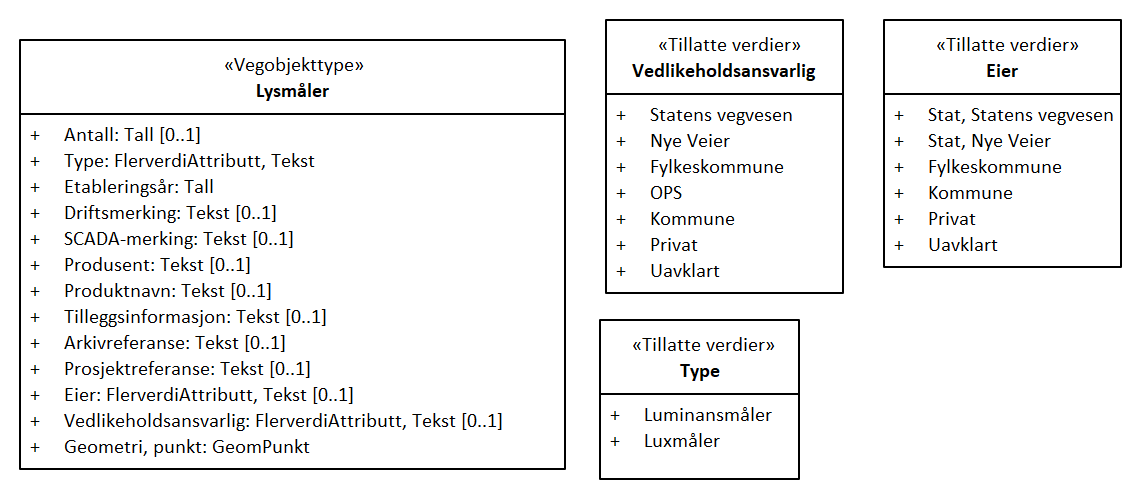 «Vegobjekttype»
Lysmåler
+ Antall: Tall [0..1]
+ Type: FlerverdiAttributt, Tekst
+ Etableringsår: Tall
+ Driftsmerking: Tekst [0..1]
+ SCADA-merking: Tekst [0..1]
+ Produsent: Tekst [0..1]
+ Produktnavn: Tekst [0..1]
+ Tilleggsinformasjon: Tekst [0..1]
+ Arkivreferanse: Tekst [0..1]
+ Prosjektreferanse: Tekst [0..1]
+ Eier: FlerverdiAttributt, Tekst [0..1]
+ Vedlikeholdsansvarlig: FlerverdiAttributt, Tekst [0..1]
+ Geometri, punkt: GeomPunkt
«Tillatte verdier»
Vedlikeholdsansvarlig
+ Statens vegvesen
+ Nye Veier
+ Fylkeskommune
+ OPS
+ Kommune
+ Privat
+ Uavklart
«Tillatte verdier»
Eier
+ Stat, Statens vegvesen
+ Stat, Nye Veier
+ Fylkeskommune
+ Kommune
+ Privat
+ Uavklart
«Tillatte verdier»
Type
+ Luminansmåler
+ Luxmåler